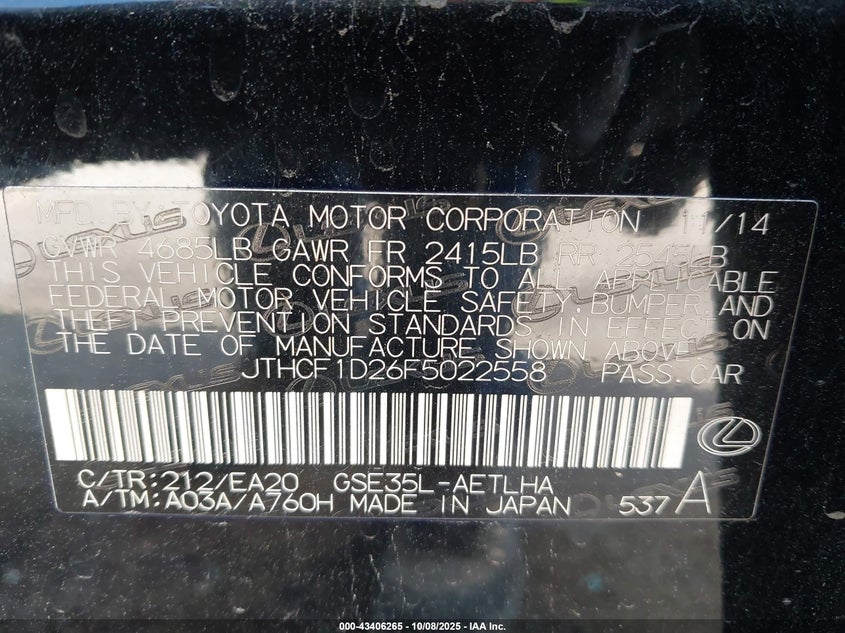 MFD. BY: TOYOTA MOTOR CORPORATION 11/14
GVWR 4685LB GAWR FR 2415LB RR 2545LB
THIS VEHICLE CONFORMS TO ALL APPLICABLE
FEDERAL MOTOR VEHICLE SAFETY, BUMPER, AND
THEFT PREVENTION STANDARDS IN EFFECT ON
THE DATE OF MANUFACTURE SHOWN ABOVE.
JTHCF1D26F5022558 PASS. CAR
C/TR: 212/EA20 GSE35L-AETLHA
A/TM: A03A/A760H MADE IN JAPAN 537 A
000-43406265 - 10/08/2025 - IAA Inc.